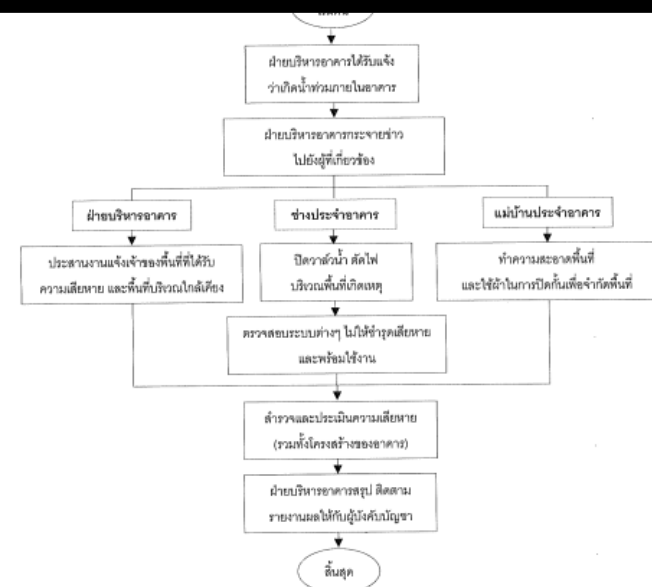 ฝ่ายบริหารอาคารได้รับแจ้ง
ว่าเกิดน้ำท่วมภายในอาคาร
ฝ่ายบริหารอาคารกระจายข่าว
ไปยังผู้ที่เกี่ยวข้อง
ฝ่ายบริหารอาคาร
ช่างประจำอาคาร
แม่บ้านประจำอาคาร
ประสานงานแจ้งเจ้าของพื้นที่ที่ได้รับ
ความเสียหาย และพื้นที่บริเวณใกล้เคียง
ปิดวาล์วน้ำ ตัดไฟ
บริเวณพื้นที่เกิดเหตุ
ทำความสะอาดพื้นที่
และใช้ผ้าในการปิดกั้นเพื่อจำกัดพื้นที่
ตรวจสอบระบบต่างๆ ไม่ให้ชำรุดเสียหาย
และพร้อมใช้งาน
สำรวจและประเมินความเสียหาย
(รวมทั้งโครงสร้างของอาคาร)
ฝ่ายบริหารอาคารสรุป ติดตาม
รายงานผลให้กับผู้บังคับบัญชา
สิ้นสุด